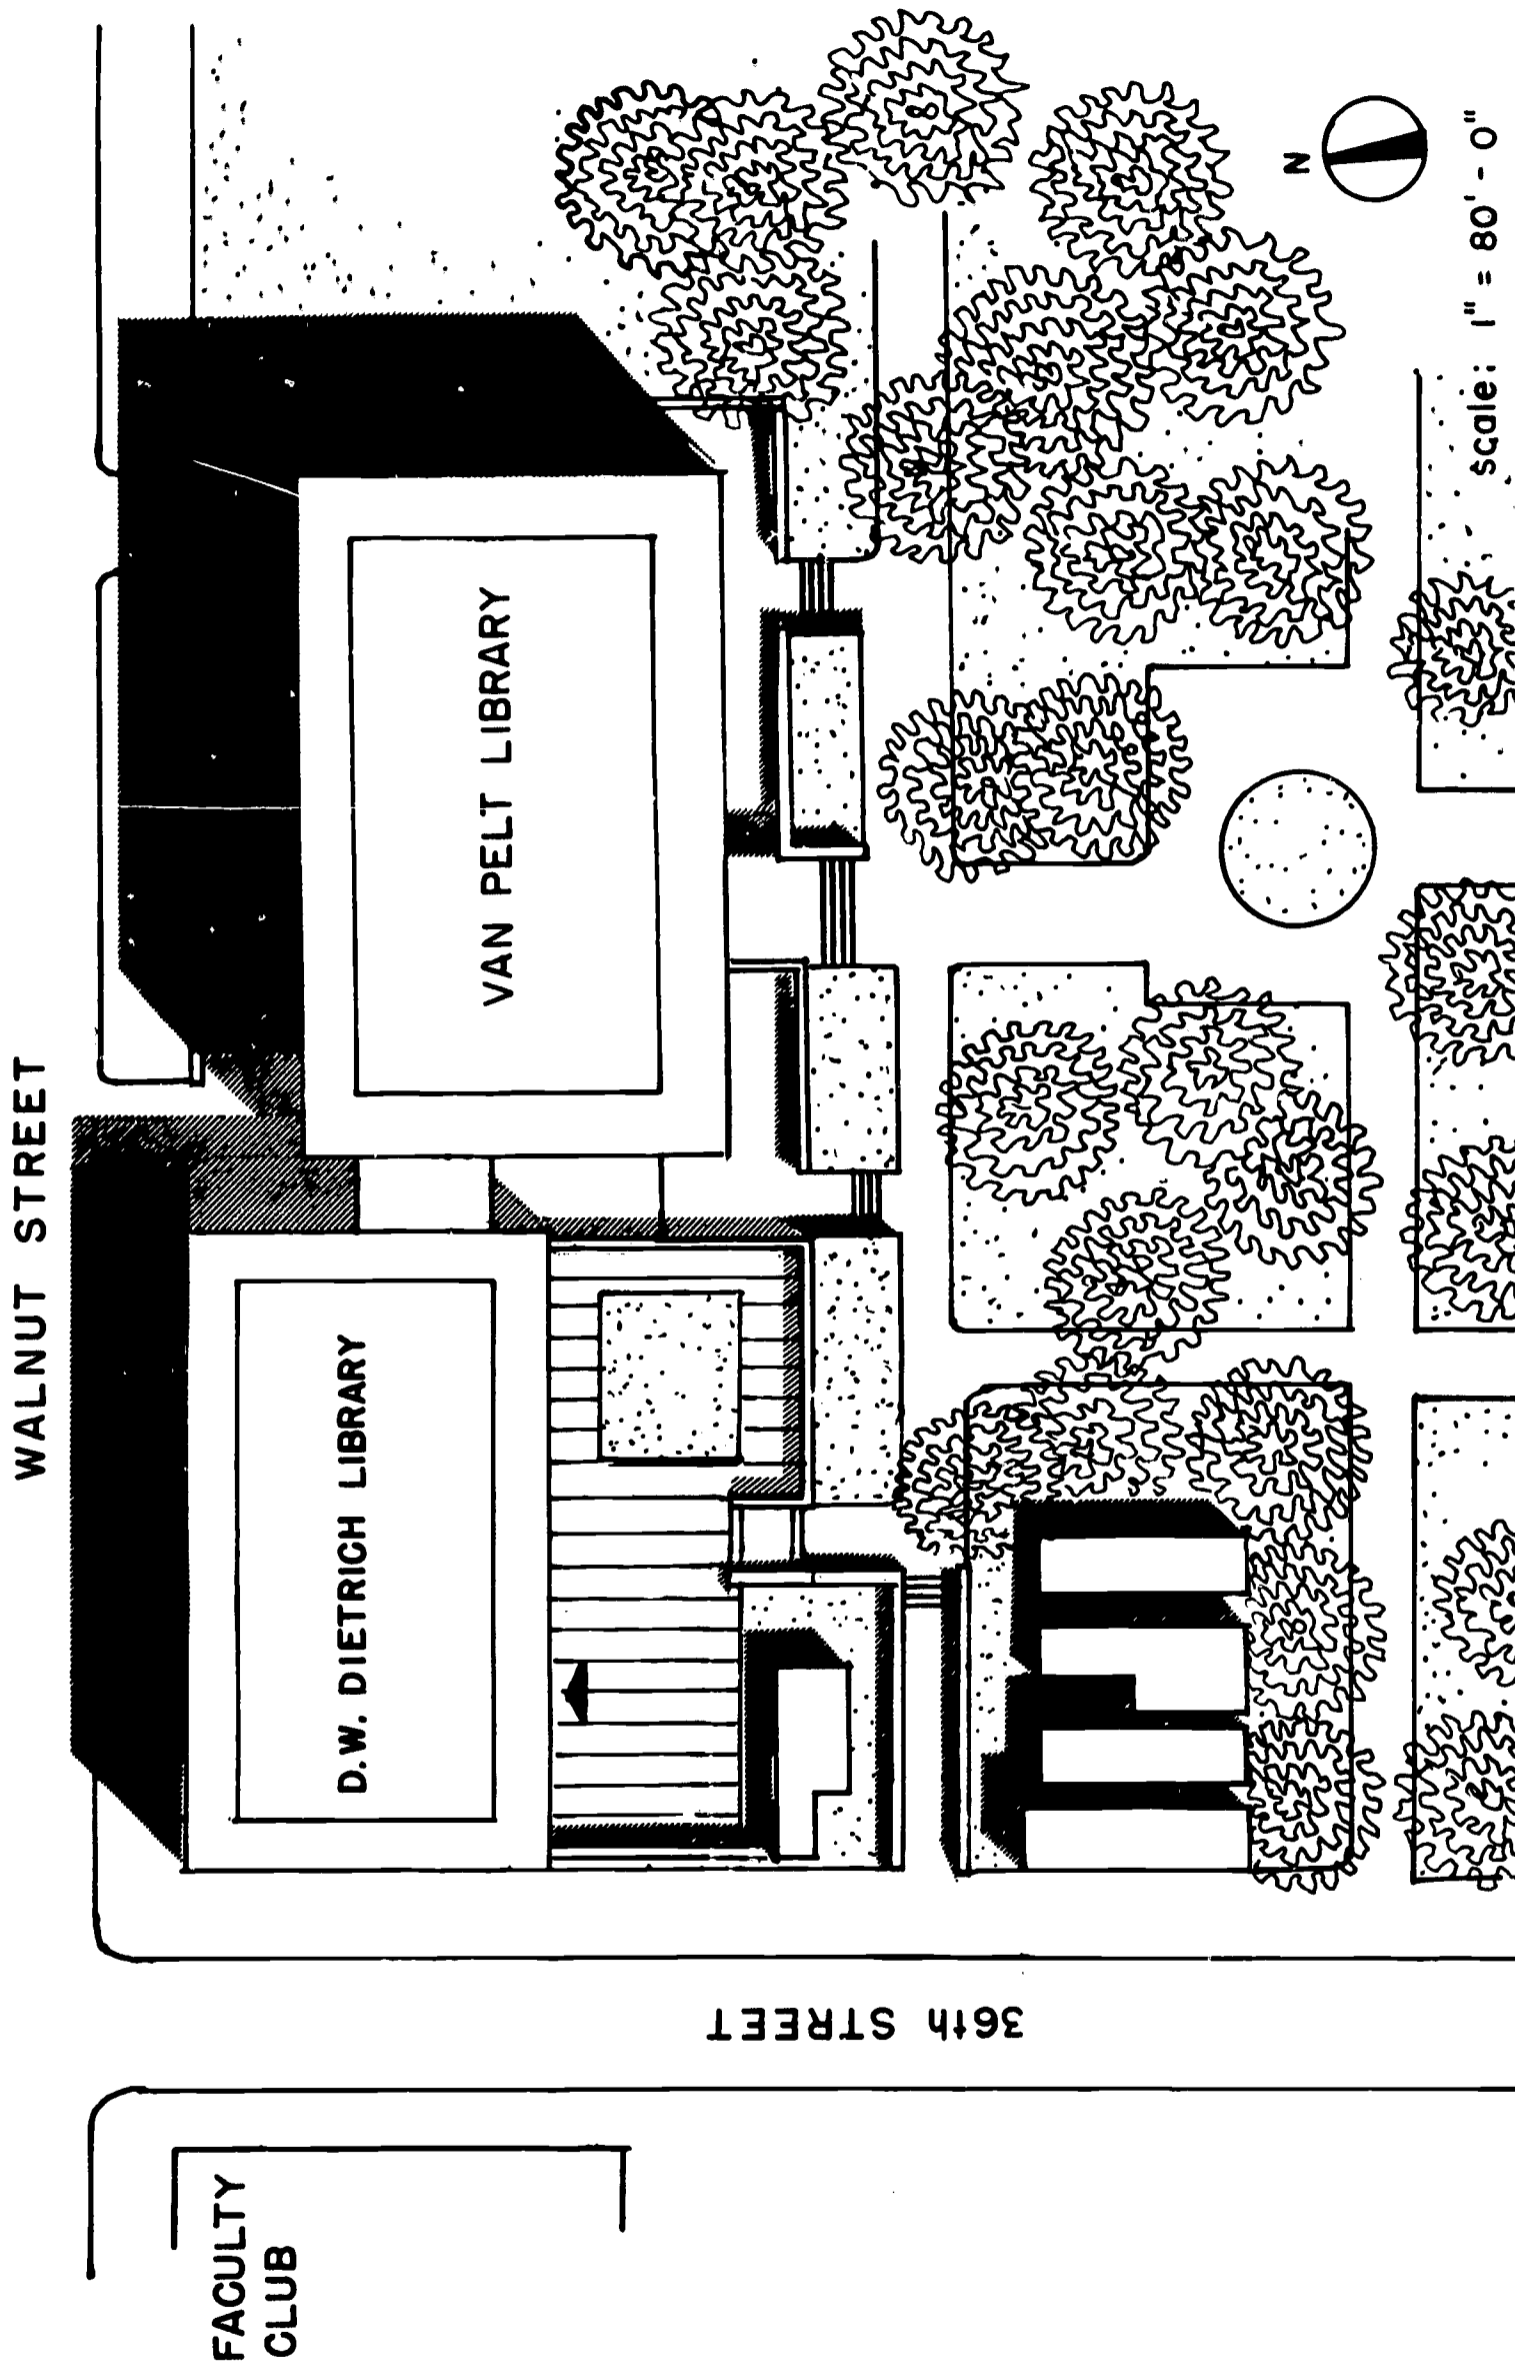 WALNUT STREET
VAN PELT LIBRARY
D.W. DIETRICH LIBRARY
36th STREET
FACULTY
CLUB
N
scale: 1" = 80' - 0"